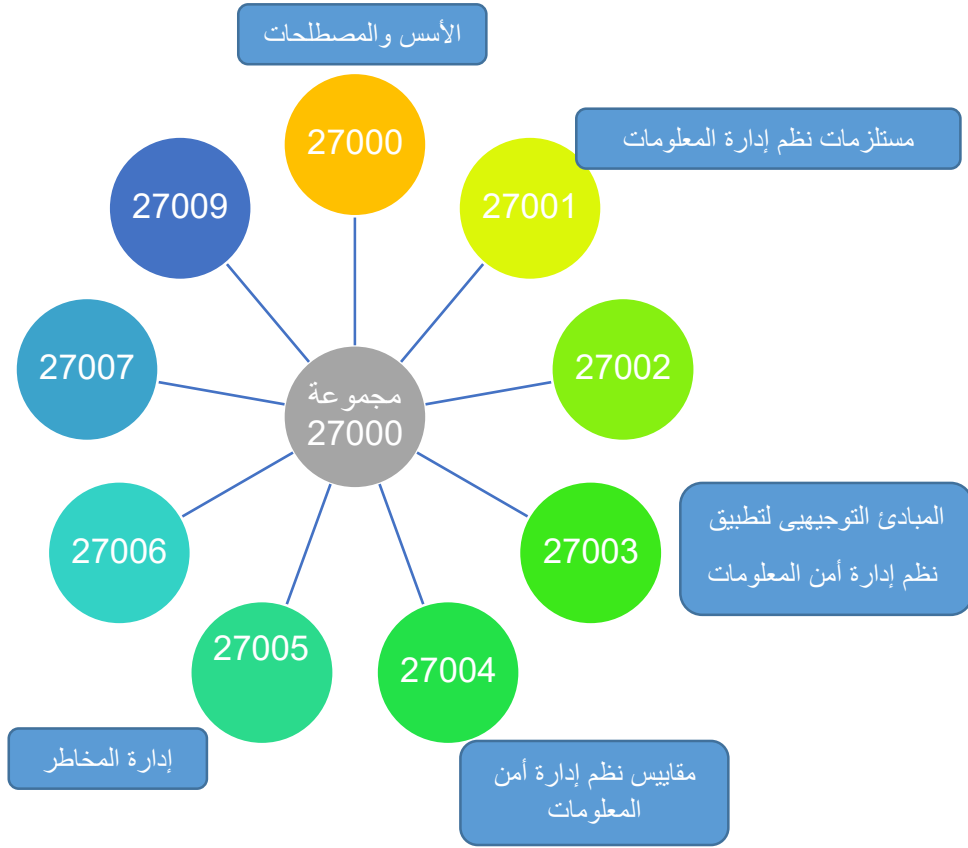 الأسس والمصطلحات
27000
مستلزمات نظم إدارة المعلومات
27001
27002
المبادئ التوجيهيى لتطبيق
نظم إدارة أمن المعلومات
27003
27004
مقاييس نظم إدارة أمن
المعلومات
27005
إدارة المخاطر
27006
27007
27009
مجموعة
27000